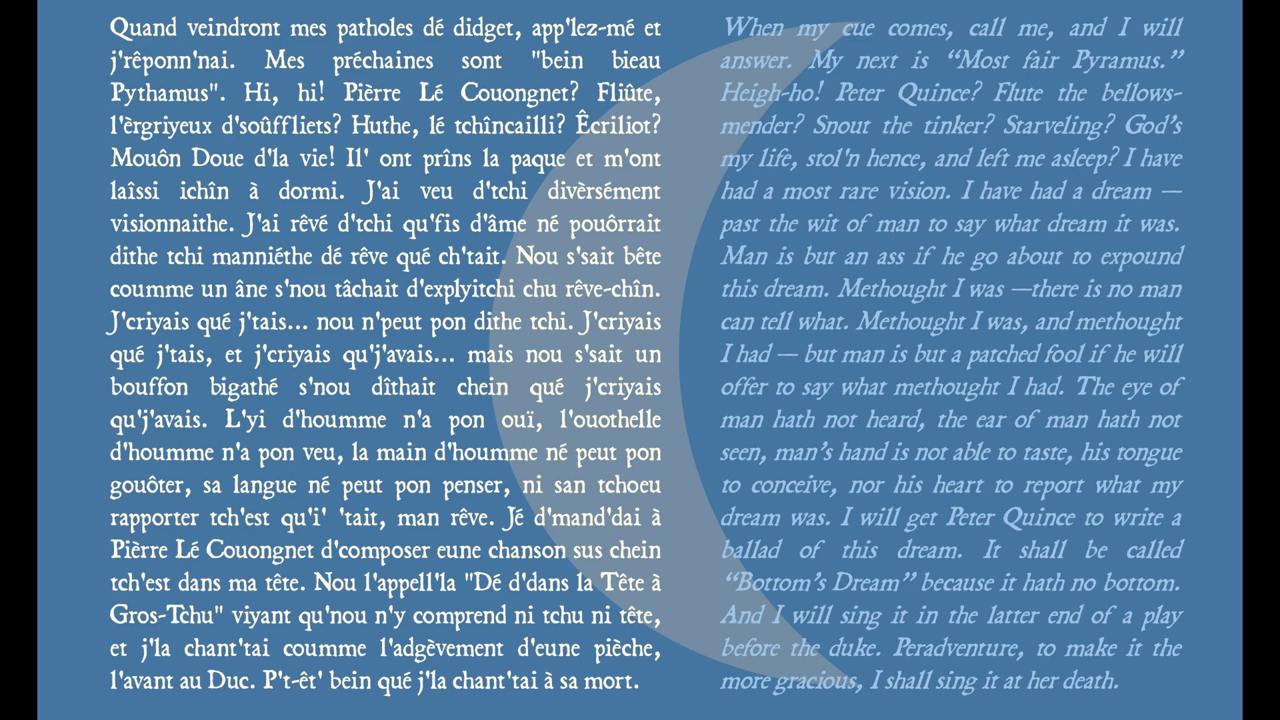 Quand veindront mes patholes dé didget, app'lez-mé et
j'rêponn'nai. Mes préchaines sont "bein bieau
Pythamus". Hi, hi! Pièrre Lé Couongnet? Fliûte,
l'èrgriyeux d'soûffliets? Huthe, lé tchîncailli? Êcriliot?
Mouôn Doue d'la vie! Il' ont prîns la paque et m'ont
laîssi ichîn à dormi. J'ai veu d'tchi divèrsément
visionnaithe. J'ai rêvé d'tchi qu'fis d'âme né pouôrrait
dithe tchi manniéthe dé rêve qué ch'tait. Nou s'sait bête
coumme un âne s'nou tâchait d'explyitchi chu rêve-chîn.
J'criyais qué j'tais... nou n'peut pon dithe tchi. J'criyais
qué j'tais, et j'criyais qu'j'avais... mais nou s'sait un
bouffon bigathé s'nou dîthait chein qué j'criyais
qu'j'avais. L'yi d'houmme n'a pon ouï, l'ouothelle
d'houmme n'a pon veu, la main d'houmme né peut pon
gouôter, sa langue né peut pon penser, ni san tchoeu
rapporter tch'est qu'i' 'tait, man rêve. Jé d'mand'dai à
Pièrre Lé Couongnet d'composer eune chanson sus chein
tch'est dans ma tête. Nou l'appell'la "Dé d'dans la Tête à
Gros-Tchu" viyant qu'nou n'y comprend ni tchu ni tête,
et j'la chant'tai coumme l'adgèvement d'eune pièche,
l'avant au Duc. P't-êt' bein qué j'la chant'tai à sa mort.
When my cue comes, call me, and I will
answer. My next is “Most fair Pyramus.”
Heigh-ho! Peter Quince? Flute the bellows-
mender? Snout the tinker? Starveling? God’s
my life, stol'n hence, and left me asleep? I have
had a most rare vision. I have had a dream —
past the wit of man to say what dream it was.
Man is but an ass if he go about to expound
this dream. Methought I was —there is no man
can tell what. Methought I was, and methought
I had — but man is but a patched fool if he will
offer to say what methought I had. The eye of
man hath not heard, the ear of man hath not
seen, man’s hand is not able to taste, his tongue
to conceive, nor his heart to report what my
dream was. I will get Peter Quince to write a
ballad of this dream. It shall be called
“Bottom’s Dream” because it hath no bottom.
And I will sing it in the latter end of a play
before the duke. Peradventure, to make it the
more gracious, I shall sing it at her death.